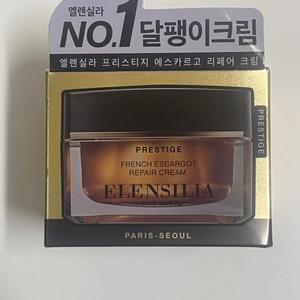 엘렌실라
NO.1 달팽이크림
엘렌실라 프리스티지 에스카르고 리페어 크림
PRESTIGE
PRESTIGE
FRENCH ESCARGOT
REPAIR CREAM
ELENSILIA
PARIS-SEOUL
PARIS-SEOUL